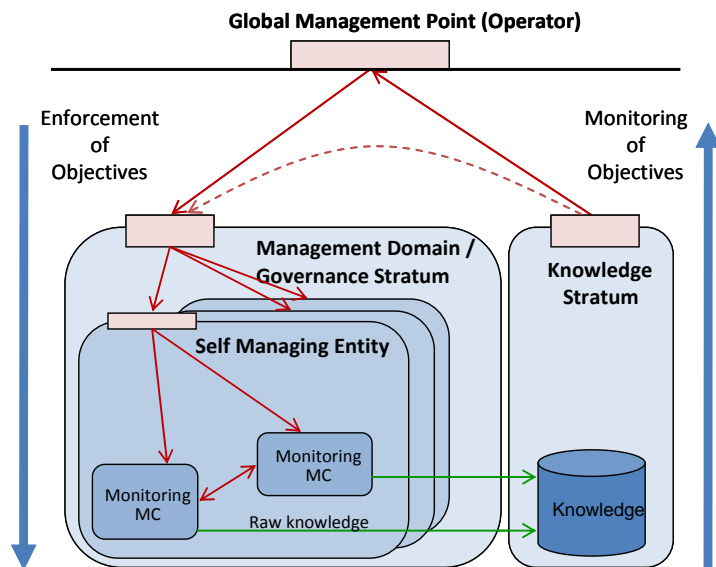 Global Management Point (Operator)
Enforcement
of
Objectives
Monitoring
of
Objectives
Management Domain /
Governance Stratum
Knowledge
Stratum
Self Managing Entity
Monitoring
MC
Monitoring
MC
Knowledge
Raw knowledge